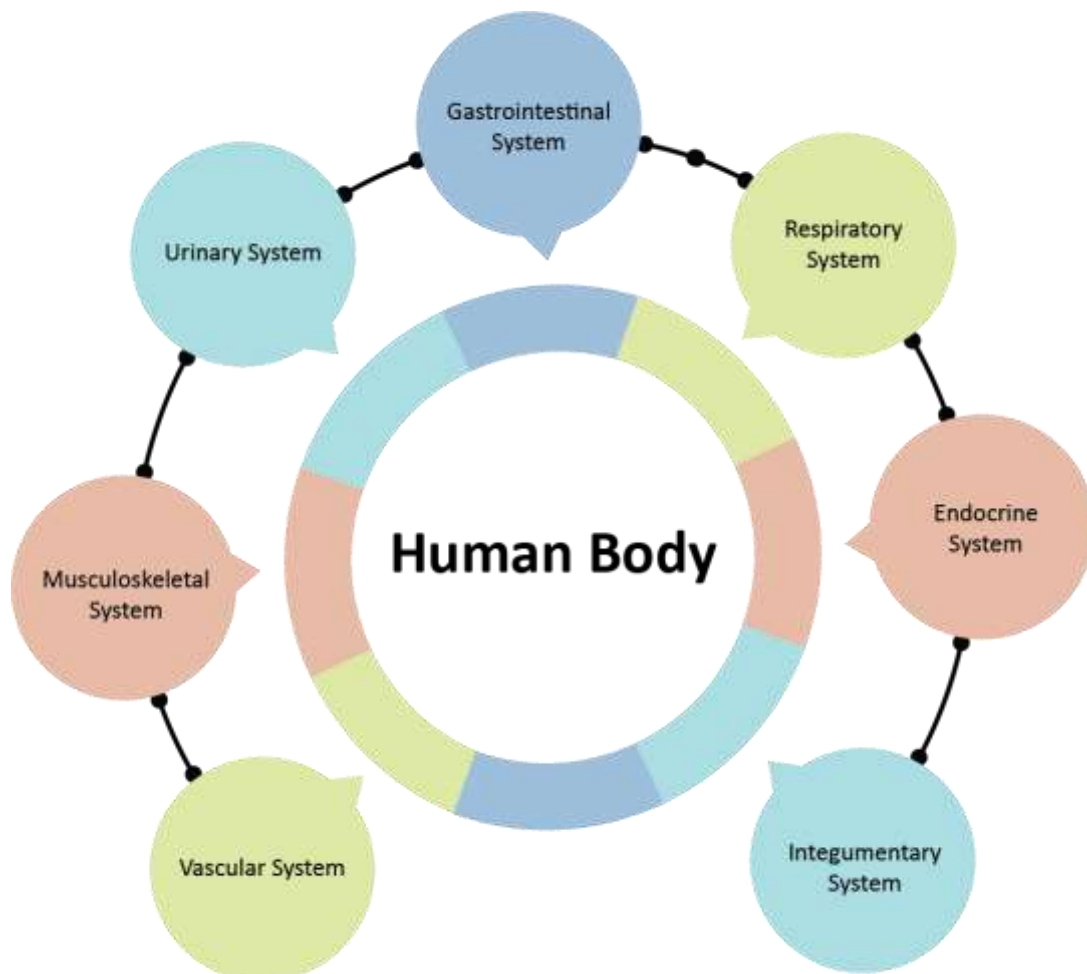 Gastrointestinal
System
Urinary System
Respiratory
System
Human Body
Endocrine
System
Musculoskeletal
System
Vascular System
Integumentary
System